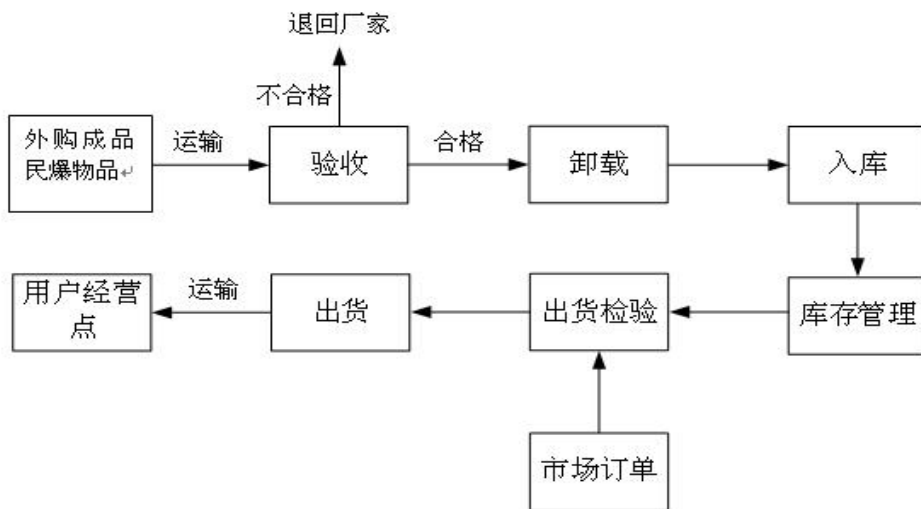 退回厂家
不合格
外购成品
民爆物品
运输
验收
合格
卸载
入库
用户经营
点
运输
出货
出货检验
库存管理
市场订单